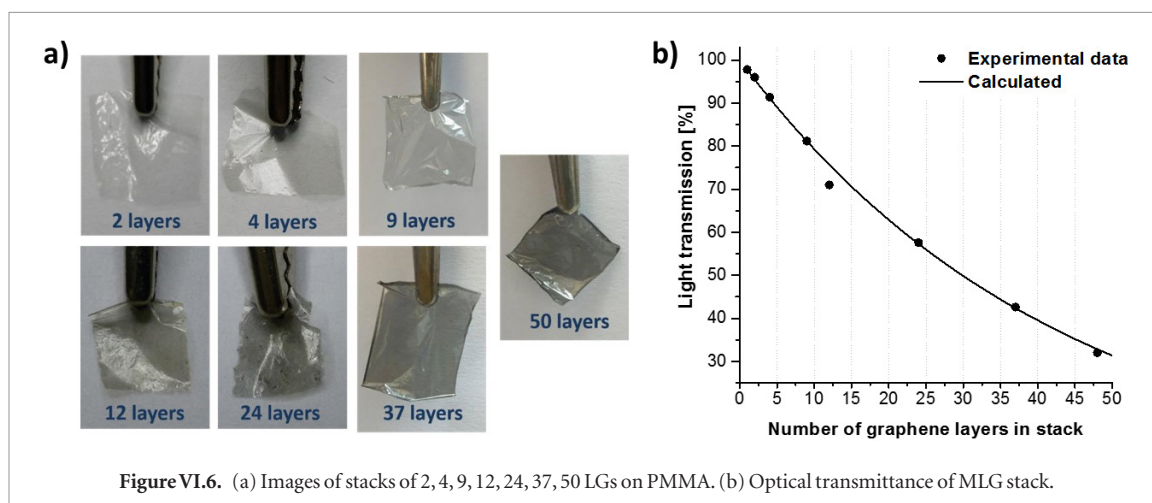 a)
2 layers
4 layers
9 layers
12 layers
24 layers
37 layers
50 layers
b)
Experimental data
Calculated
Light transmission [%]
100
90
80
70
60
50
40
30
0 5 10 15 20 25 30 35 40 45 50
Number of graphene layers in stack
Figure VI.6. (a) Images of stacks of 2, 4, 9, 12, 24, 37, 50 LGs on PMMA. (b) Optical transmittance of MLG stack.